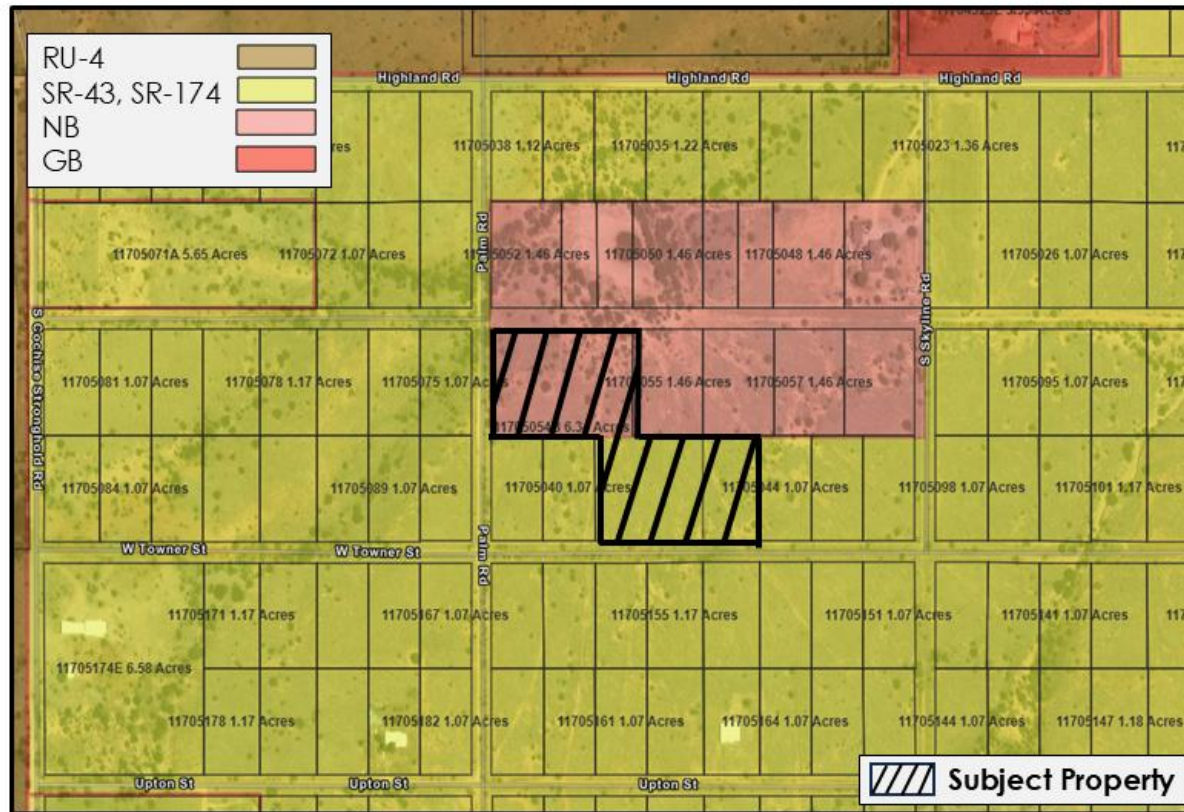 RU-4
SR-43, SR-174
NB
GB
Highland Rd
Highland Rd
Highland Rd
11705038 1.12 Acres
11705035 1.22 Acres
11705023 1.36 Acres
Palm Rd
11705071A 5.65 Acres
11705072 1.07 Acres
1.46 Acres
11705050 1.46 Acres
11705048 1.46 Acres
11705026 1.07 Acres
S Cochise Stronghold Rd
S Skyline Rd
11705081 1.07 Acres
11705078 1.17 Acres
11705075 1.07 Acres
1.46 Acres
11705057 1.46 Acres
11705095 1.07 Acres
11705084 1.07 Acres
11705089 1.07 Acres
11705040 1.07 Acres
1.07 Acres
11705098 1.07 Acres
11705101 1.17 Acres
W Towner St
W Towner St
Palm Rd
11705171 1.17 Acres
11705167 1.07 Acres
11705155 1.17 Acres
11705151 1.07 Acres
11705141 1.07 Acres
11705174E 6.58 Acres
11705178 1.17 Acres
11705182 1.07 Acres
11705161 1.07 Acres
11705164 1.07 Acres
11705144 1.07 Acres
11705147 1.18 Acres
Upton St
Upton St
Upton St
Subject Property